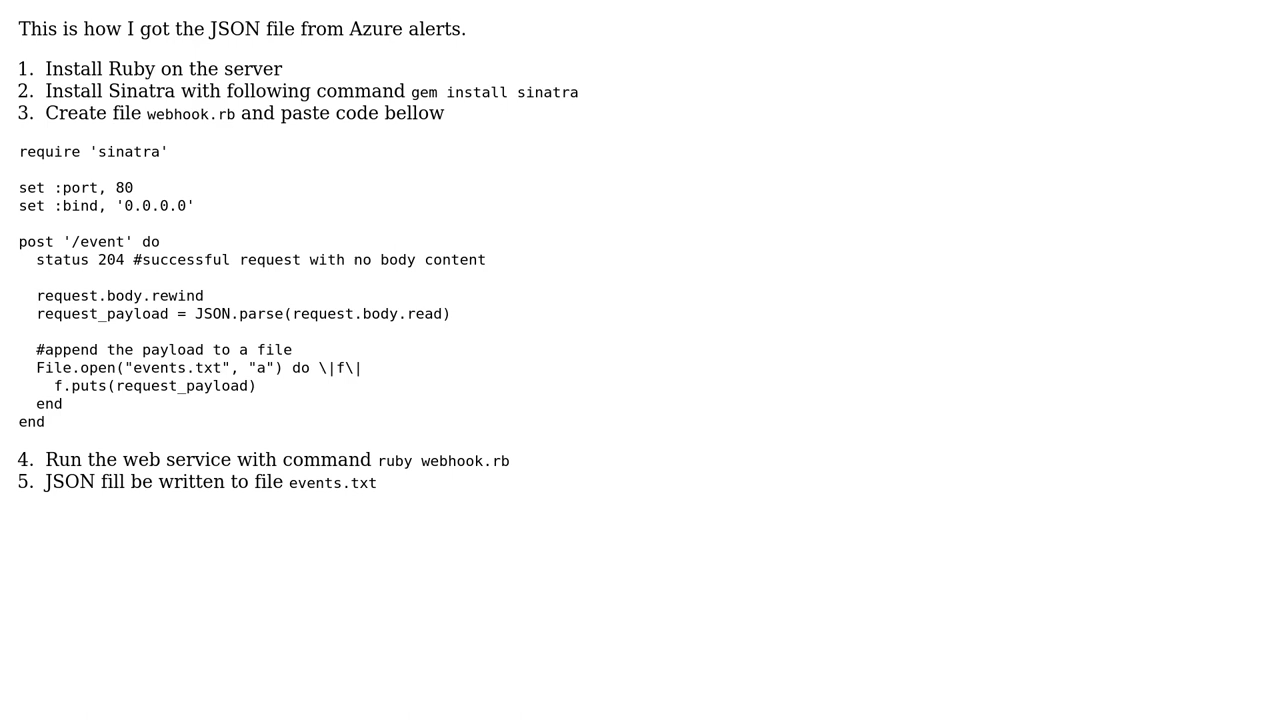 This is how I got the JSON file from Azure alerts.
1. Install Ruby on the server
2. Install Sinatra with following command gem install sinatra
3. Create file webhook.rb and paste code bellow
require 'sinatra'
set :port, 80
set :bind, '0.0.0.0'
post '/event' do
  status 204 #successful request with no body content
  request.body.rewind
  request_payload = JSON.parse(request.body.read)
  #append the payload to a file
  File.open("events.txt", "a") do \|f\|
    f.puts(request_payload)
  end
end
4. Run the web service with command ruby webhook.rb
5. JSON fill be written to file events.txt